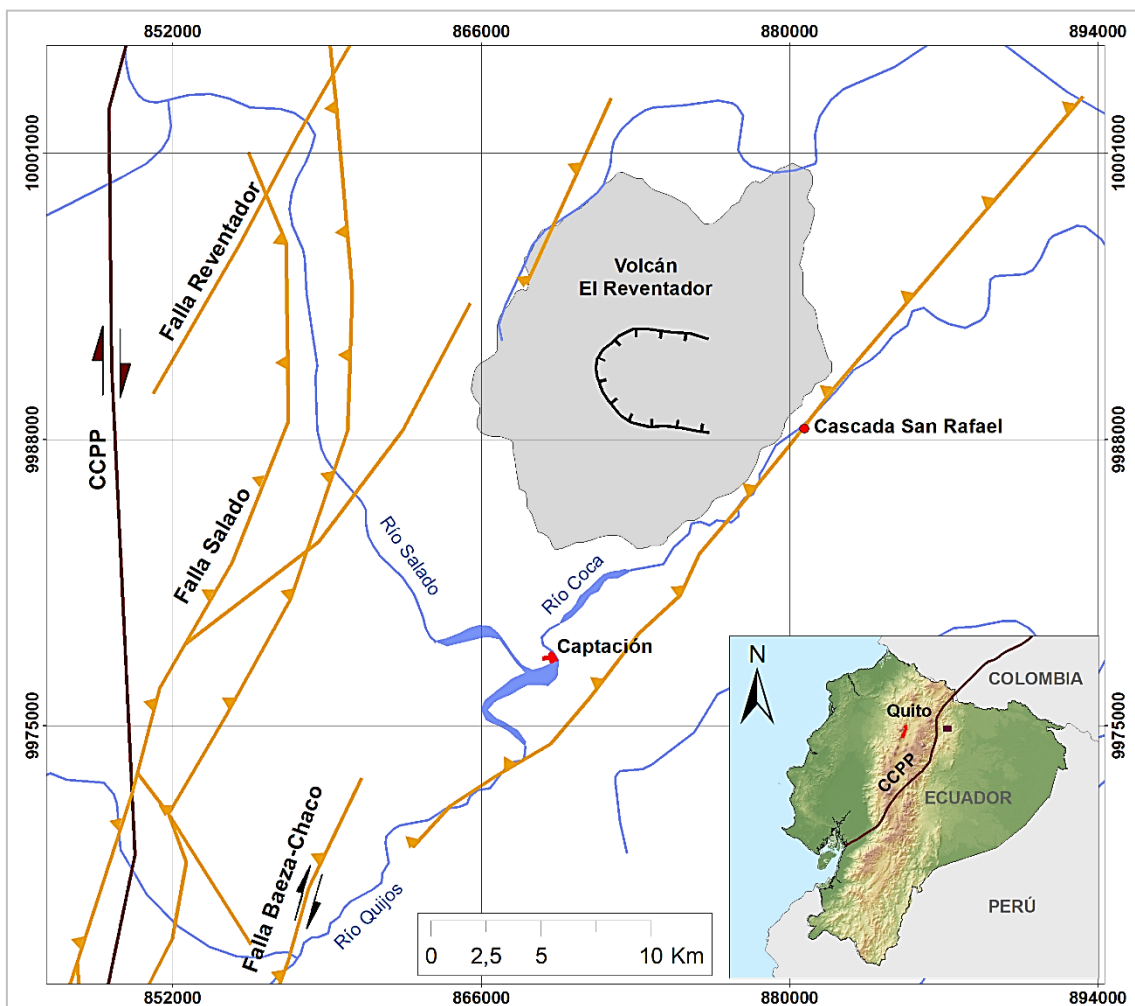 852000
866000
880000
894000
10001000
10001000
Falla Reventador
Volcán
El Reventador
CCPP
9988000
9988000
Cascada San Rafael
Falla Salado
Río Salado
Río Coca
Captación
N
COLOMBIA
Quito
CCPP
ECUADOR
PERÚ
9975000
9975000
Falla Baeza-Chaco
Río Quijos
0 2,5 5 10 Km
852000
866000
880000
894000